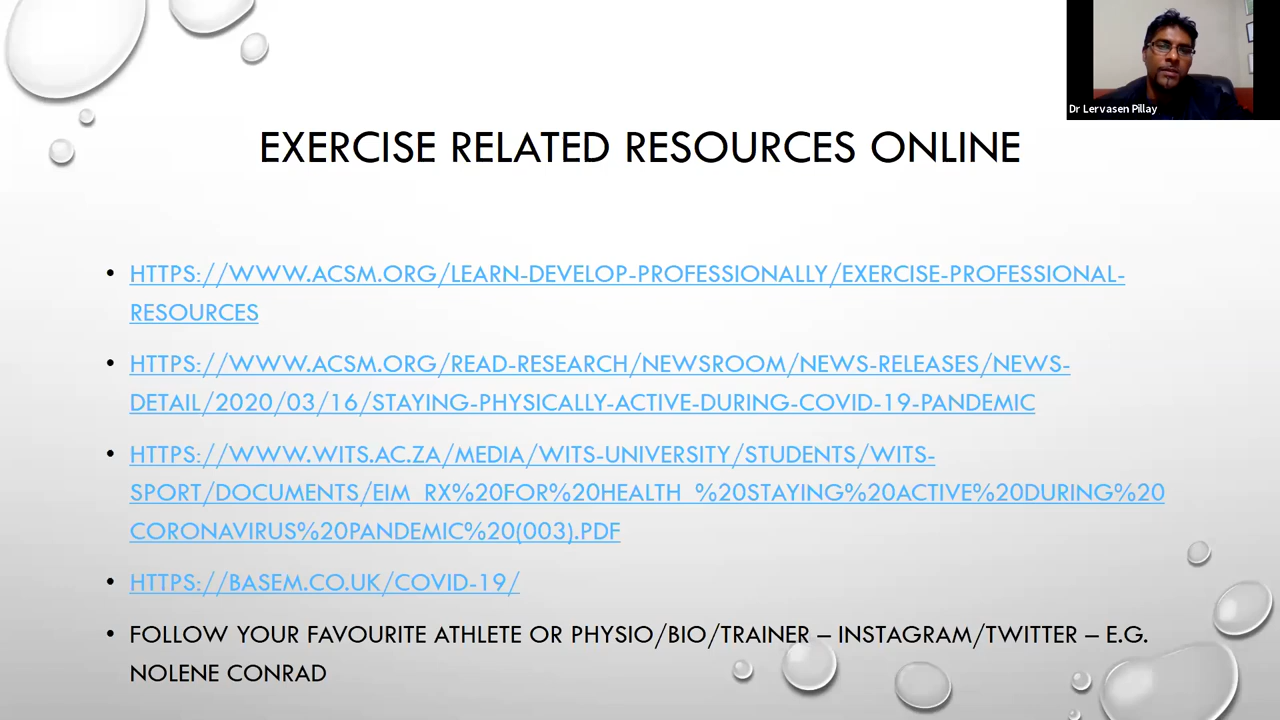 Dr Lervasen Pillay
EXERCISE RELATED RESOURCES ONLINE
• HTTPS://WWW.ACSM.ORG/LEARN-DEVELOP-PROFESSIONALLY/EXERCISE-PROFESSIONAL-
RESOURCES
• HTTPS://WWW.ACSM.ORG/READ-RESEARCH/NEWSROOM/NEWS-RELEASES/NEWS-
DETAIL/2020/03/16/STAYING-PHYSICALLY-ACTIVE-DURING-COVID-19-PANDEMIC
• HTTPS://WWW.WITS.AC.ZA/MEDIA/WITS-UNIVERSITY/STUDENTS/WITS-
SPORT/DOCUMENTS/EIM_RX%20FOR%20HEALTH_%20STAYING%20ACTIVE%20DURING%20
CORONAVIRUS%20PANDEMIC%20(003).PDF
• HTTPS://BASEM.CO.UK/COVID-19/
• FOLLOW YOUR FAVOURITE ATHLETE OR PHYSIO/BIO/TRAINER – INSTAGRAM/TWITTER – E.G.
NOLENE CONRAD